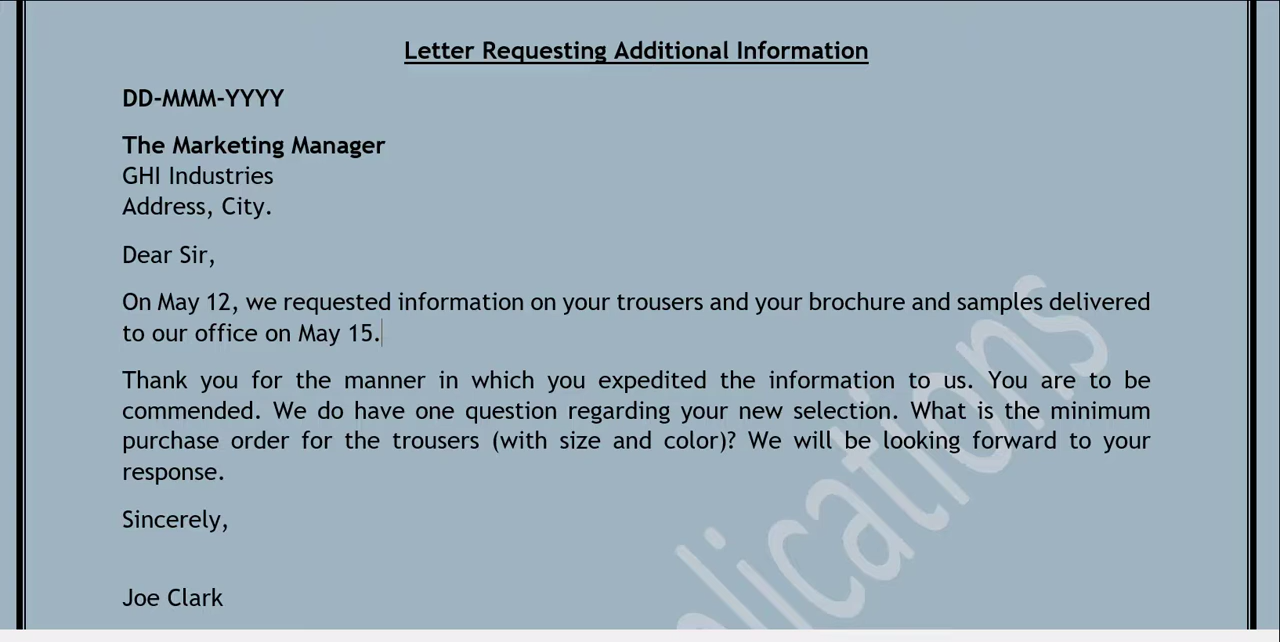 Letter Requesting Additional Information
DD-MMM-YYYY
The Marketing Manager
GHI Industries
Address, City.
Dear Sir,
On May 12, we requested information on your trousers and your brochure and samples delivered
to our office on May 15.
Thank you for the manner in which you expedited the information to us. You are to be
commended. We do have one question regarding your new selection. What is the minimum
purchase order for the trousers (with size and color)? We will be looking forward to your
response.
Sincerely,
Joe Clark